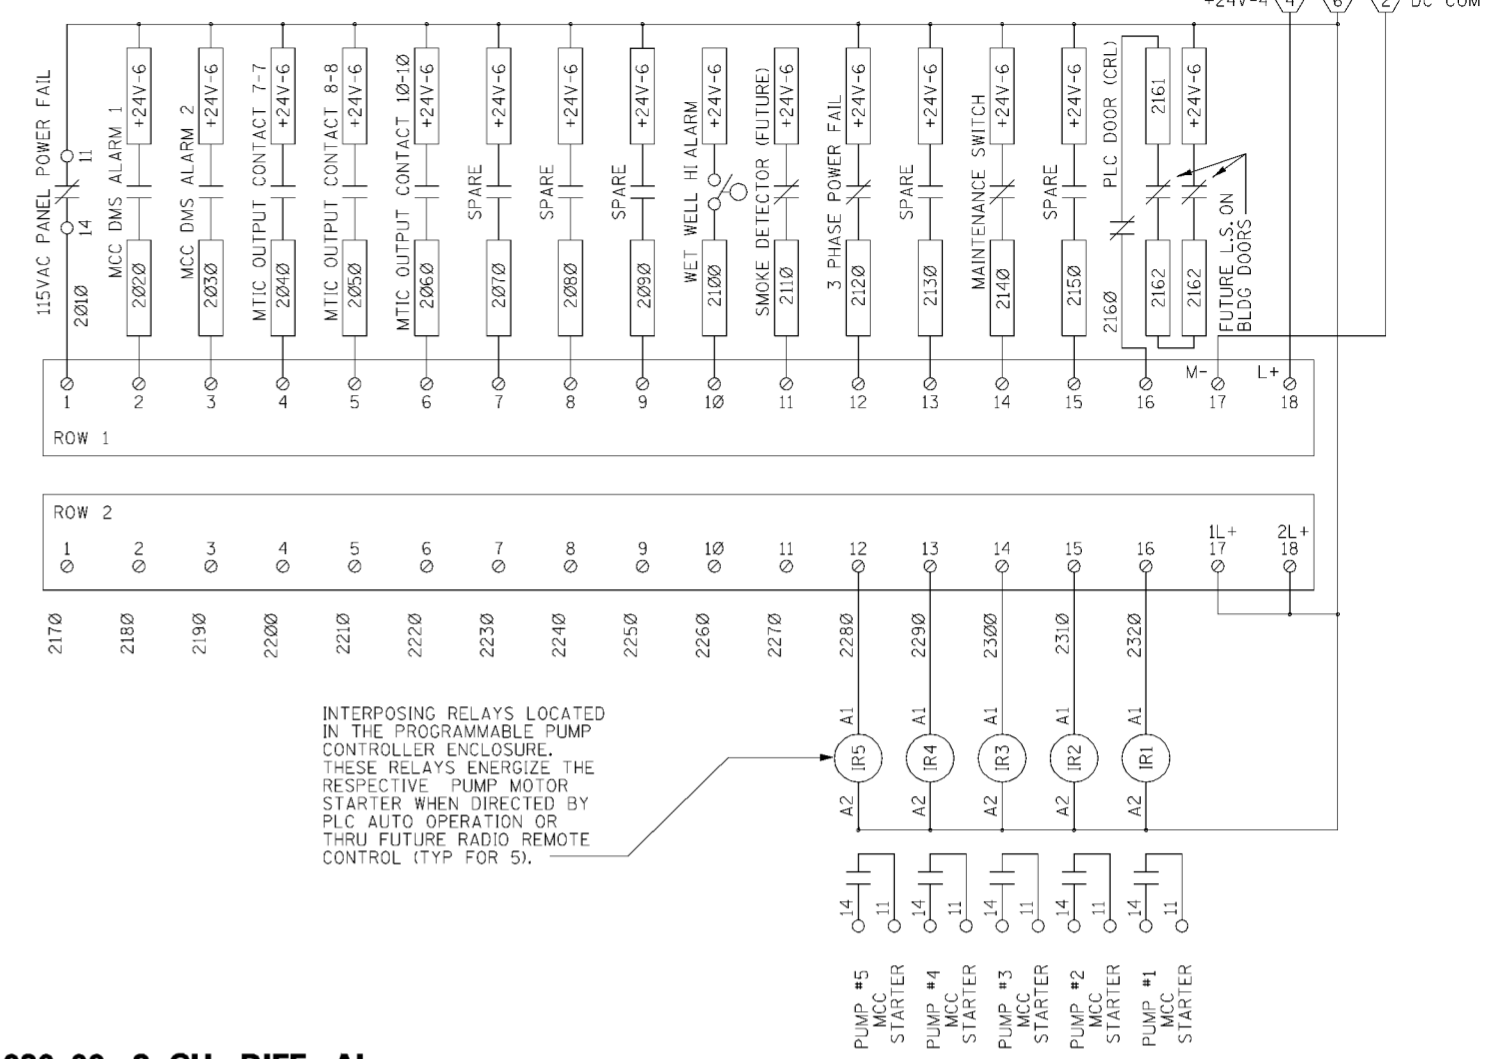 +24V-4 4 6 2 DC COM
115VAC PANEL POWER FAIL
11
14
2010
MCC DMS ALARM 1
+24V-6
2020
MCC DMS ALARM 2
+24V-6
2030
MTIC OUTPUT CONTACT 7-7
+24V-6
2040
MTIC OUTPUT CONTACT 8-8
+24V-6
2050
MTIC OUTPUT CONTACT 10-10
+24V-6
2060
SPARE
+24V-6
2070
SPARE
+24V-6
2080
SPARE
+24V-6
2090
WET WELL HI ALARM
+24V-6
2100
SMOKE DETECTOR (FUTURE)
+24V-6
2110
3 PHASE POWER FAIL
+24V-6
2120
SPARE
+24V-6
2130
MAINTENANCE SWITCH
+24V-6
2140
SPARE
+24V-6
2150
PLC DOOR (CRL)
2160
2161
2162
+24V-6
2162
FUTURE L.S. ON
BLDG DOORS
M- L+
1 2 3 4 5 6 7 8 9 10 11 12 13 14 15 16 17 18
ROW 1
ROW 2
1L+ 2L+
1 2 3 4 5 6 7 8 9 10 11 12 13 14 15 16 17 18
2170 2180 2190 2200 2210 2220 2230 2240 2250 2260 2270 2280 2290 2300 2310 2320
INTERPOSING RELAYS LOCATED
IN THE PROGRAMMABLE PUMP
CONTROLLER ENCLOSURE.
THESE RELAYS ENERGIZE THE
RESPECTIVE PUMP MOTOR
STARTER WHEN DIRECTED BY
PLC AUTO OPERATION OR
THRU FUTURE RADIO REMOTE
CONTROL (TYP FOR 5).
A1 A1 A1 A1 A1
IR5 IR4 IR3 IR2 IR1
A2 A2 A2 A2 A2
14 11 14 11 14 11 14 11 14 11
PUMP #5
MCC
STARTER
PUMP #4
MCC
STARTER
PUMP #3
MCC
STARTER
PUMP #2
MCC
STARTER
PUMP #1
MCC
STARTER